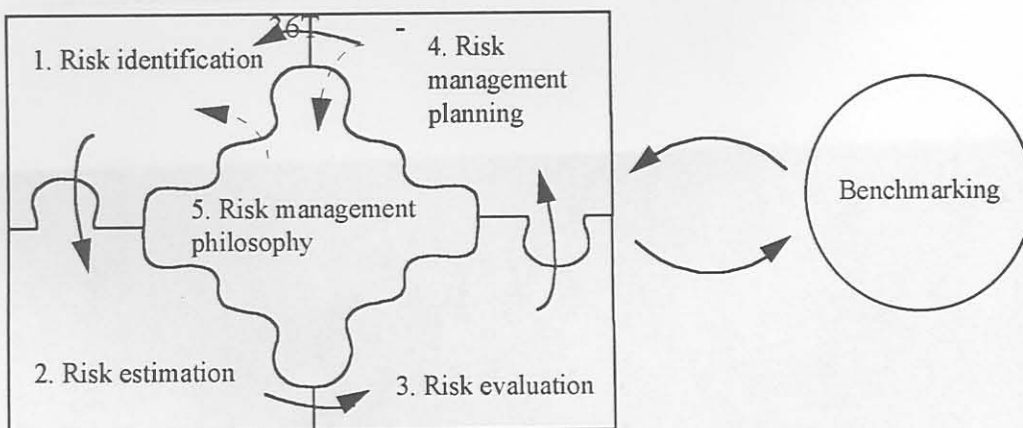 1. Risk identification
4. Risk
management
planning
5. Risk management
philosophy
2. Risk estimation
3. Risk evaluation
Benchmarking